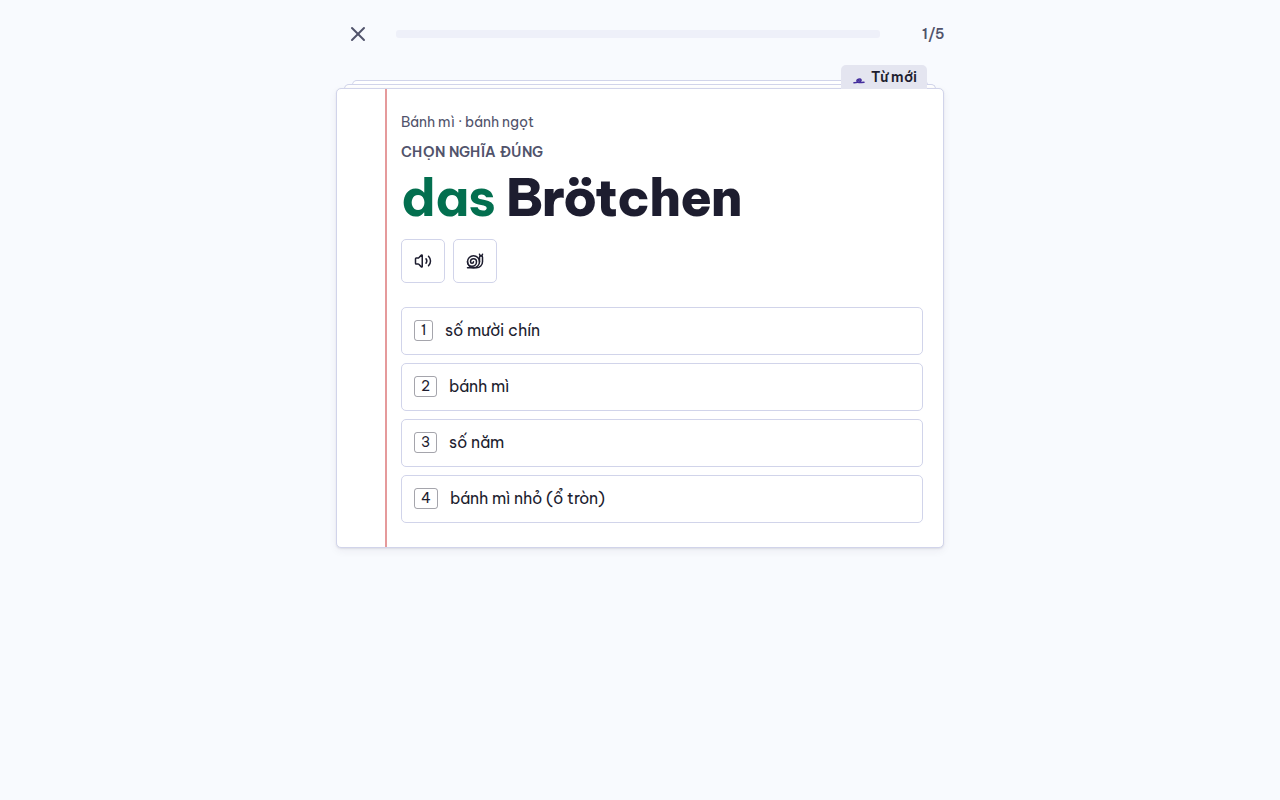 1/5
Từ mới
Bánh mì · bánh ngọt
CHỌN NGHĨA ĐÚNG
das Brötchen
1 số mười chín
2 bánh mì
3 số năm
4 bánh mì nhỏ (ổ tròn)